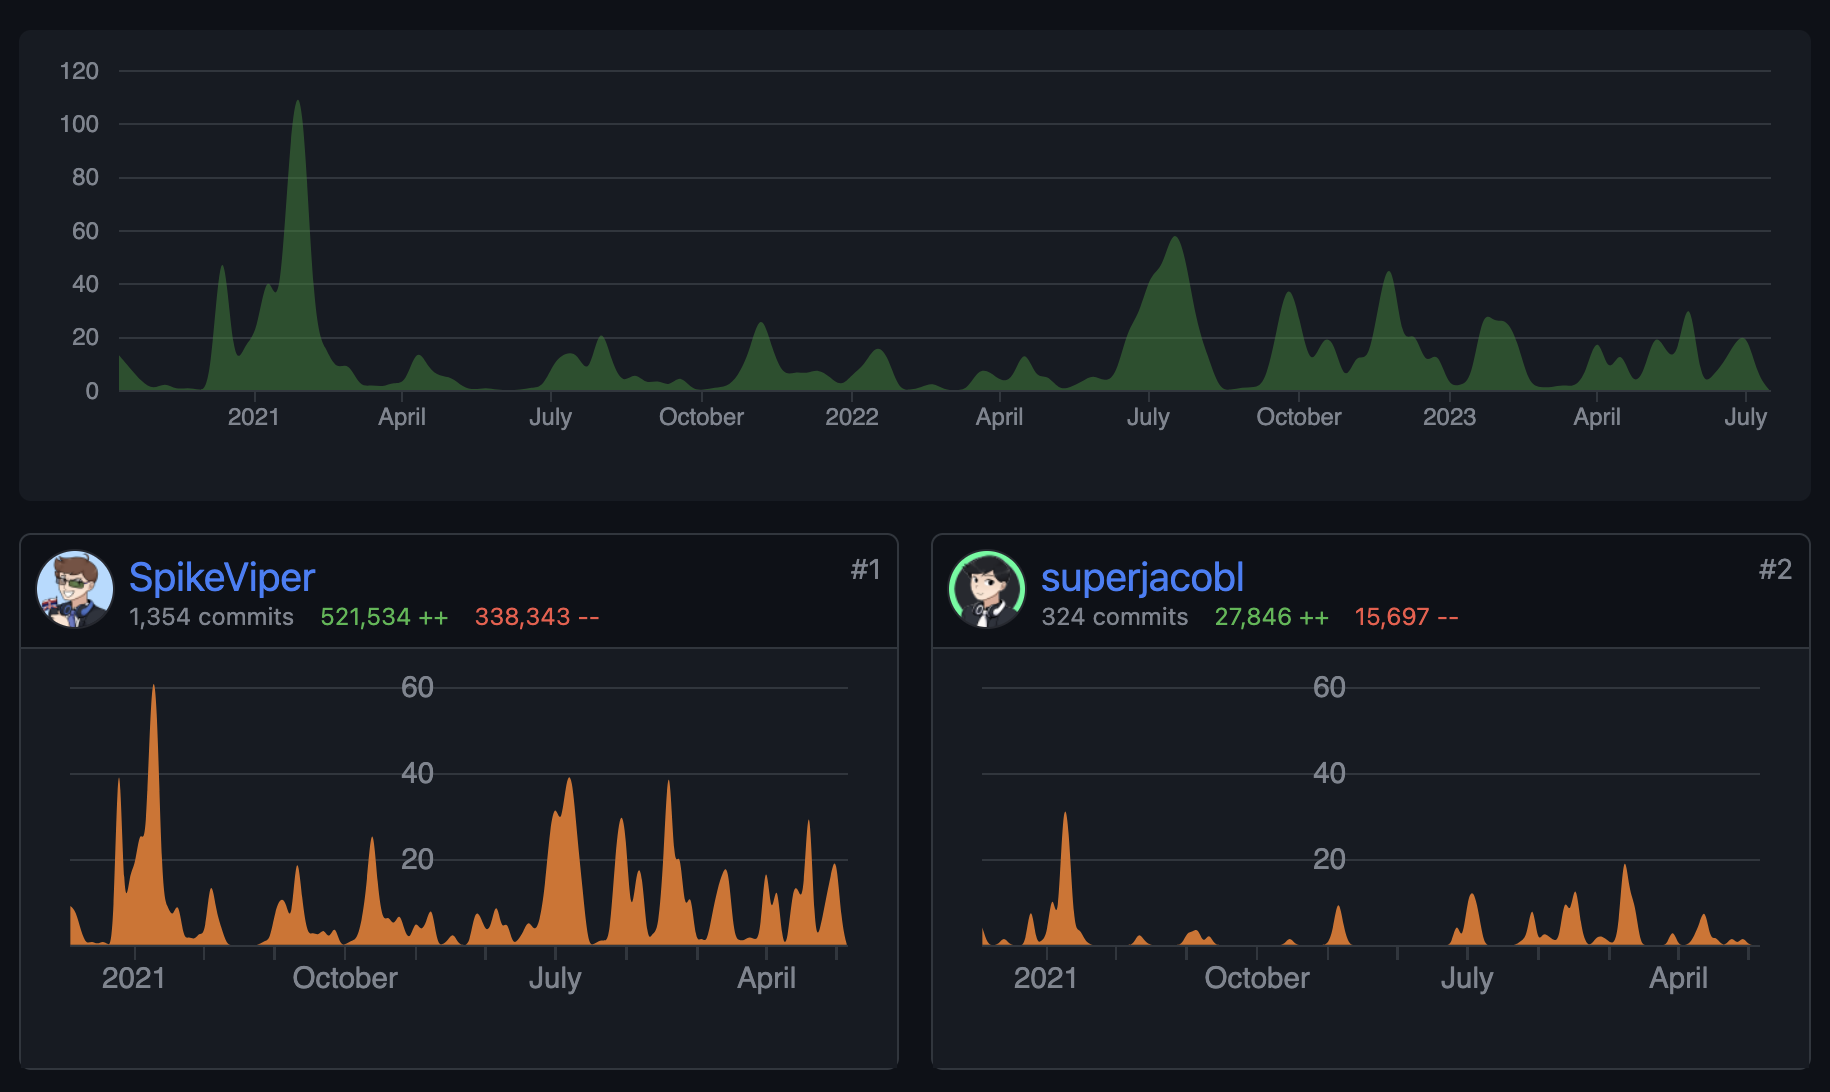 120
100
80
60
40
20
0
2021 April July October 2022 April July October 2023 April July
SpikeViper #1
1,354 commits 521,534 ++ 338,343 --
60
40
20
2021 October July April
superjacobl #2
324 commits 27,846 ++ 15,697 --
60
40
20
2021 October July April